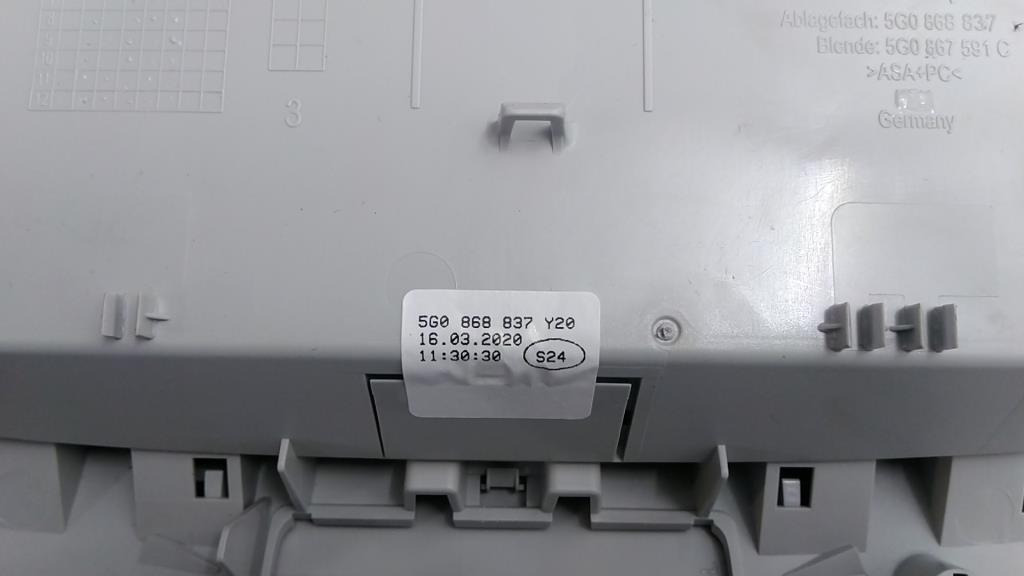 Ablagefach: 5G0 868 837
Blende: 5G0 867 591 C
>ASA+PC<
Germany
3
5G0 868 837 Y20
16.03.2020
11:30:30 S24